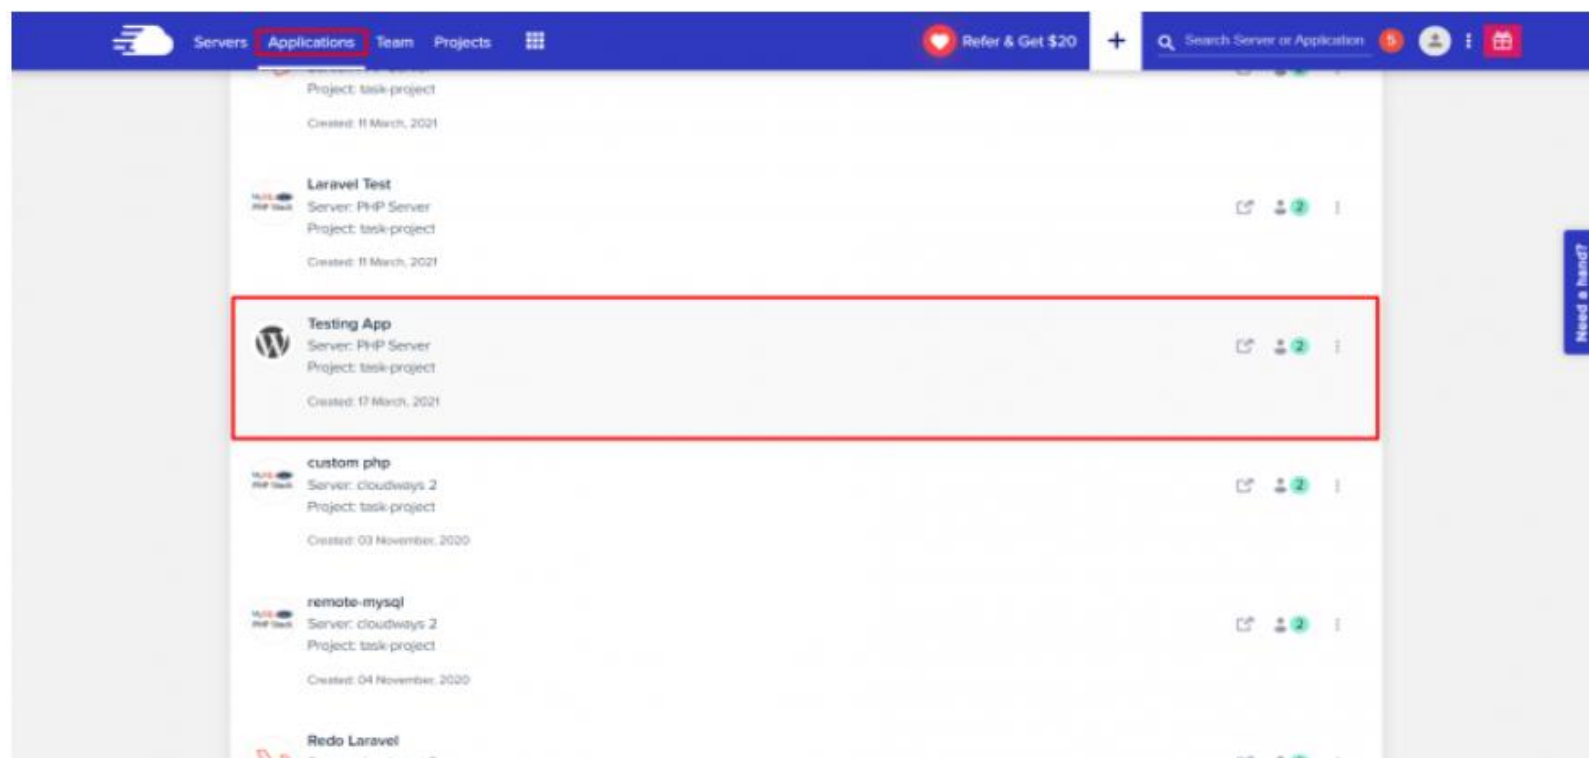 Servers Applications Team Projects Refer & Get $20 + Search Server or Application 5
Project: task-project
Created: 11 March, 2021
Laravel Test
Server: PHP Server
Project: task-project
2
Created: 11 March, 2021
Need a hand?
Testing App
Server: PHP Server
Project: task-project
2
Created: 17 March, 2021
custom php
Server: cloudways 2
Project: task-project
2
Created: 03 November, 2020
remote-mysql
Server: cloudways 2
Project: task-project
2
Created: 04 November, 2020
Redo Laravel